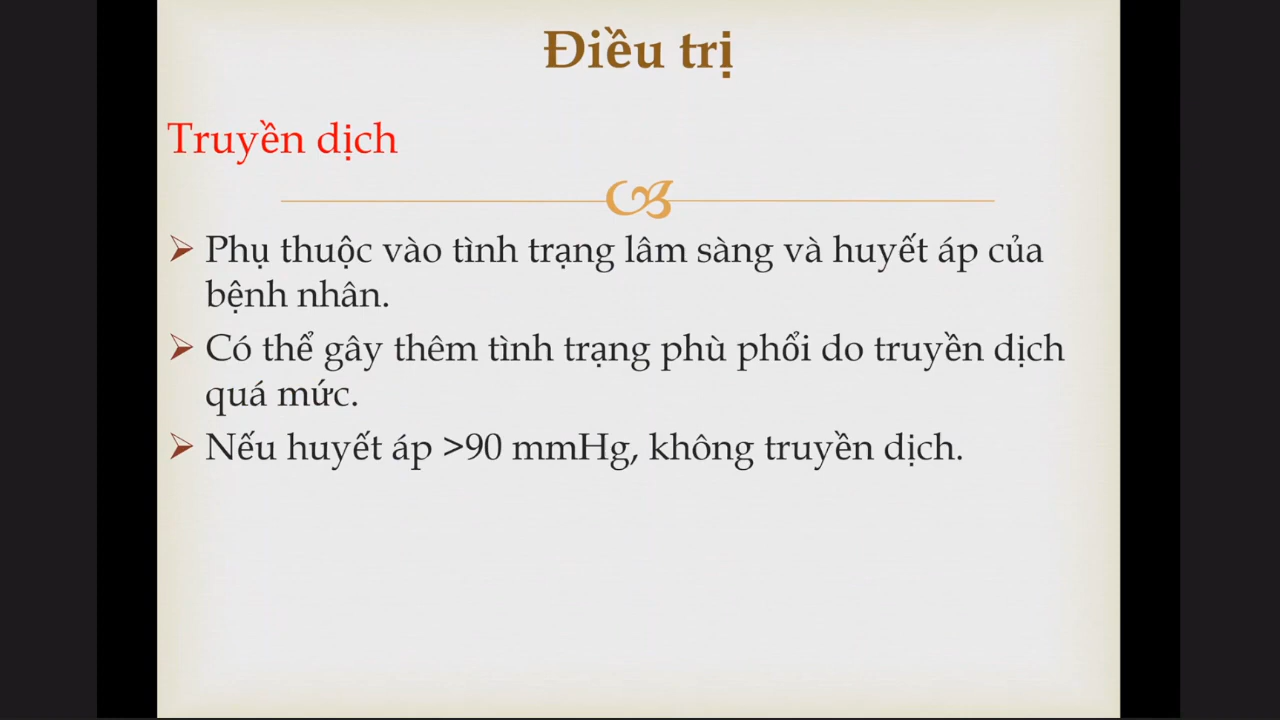 Điều trị
Truyền dịch
Phụ thuộc vào tình trạng lâm sàng và huyết áp của
bệnh nhân.
Có thể gây thêm tình trạng phù phổi do truyền dịch
quá mức.
Nếu huyết áp >90 mmHg, không truyền dịch.